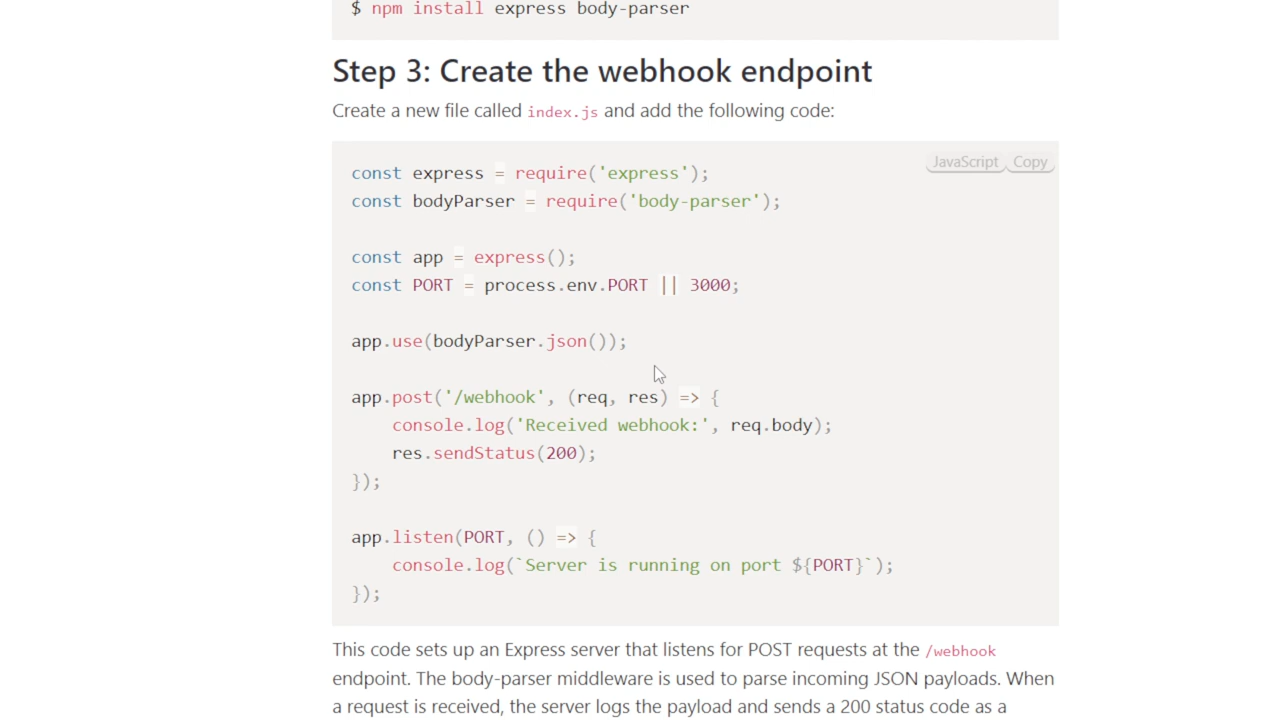 $ npm install express body-parser
Step 3: Create the webhook endpoint
Create a new file called index.js and add the following code:
JavaScript Copy
const express = require('express');
const bodyParser = require('body-parser');
const app = express();
const PORT = process.env.PORT || 3000;
app.use(bodyParser.json());
app.post('/webhook', (req, res) => {
    console.log('Received webhook:', req.body);
    res.sendStatus(200);
});
app.listen(PORT, () => {
    console.log(`Server is running on port ${PORT}`);
});
This code sets up an Express server that listens for POST requests at the /webhook
endpoint. The body-parser middleware is used to parse incoming JSON payloads. When
a request is received, the server logs the payload and sends a 200 status code as a